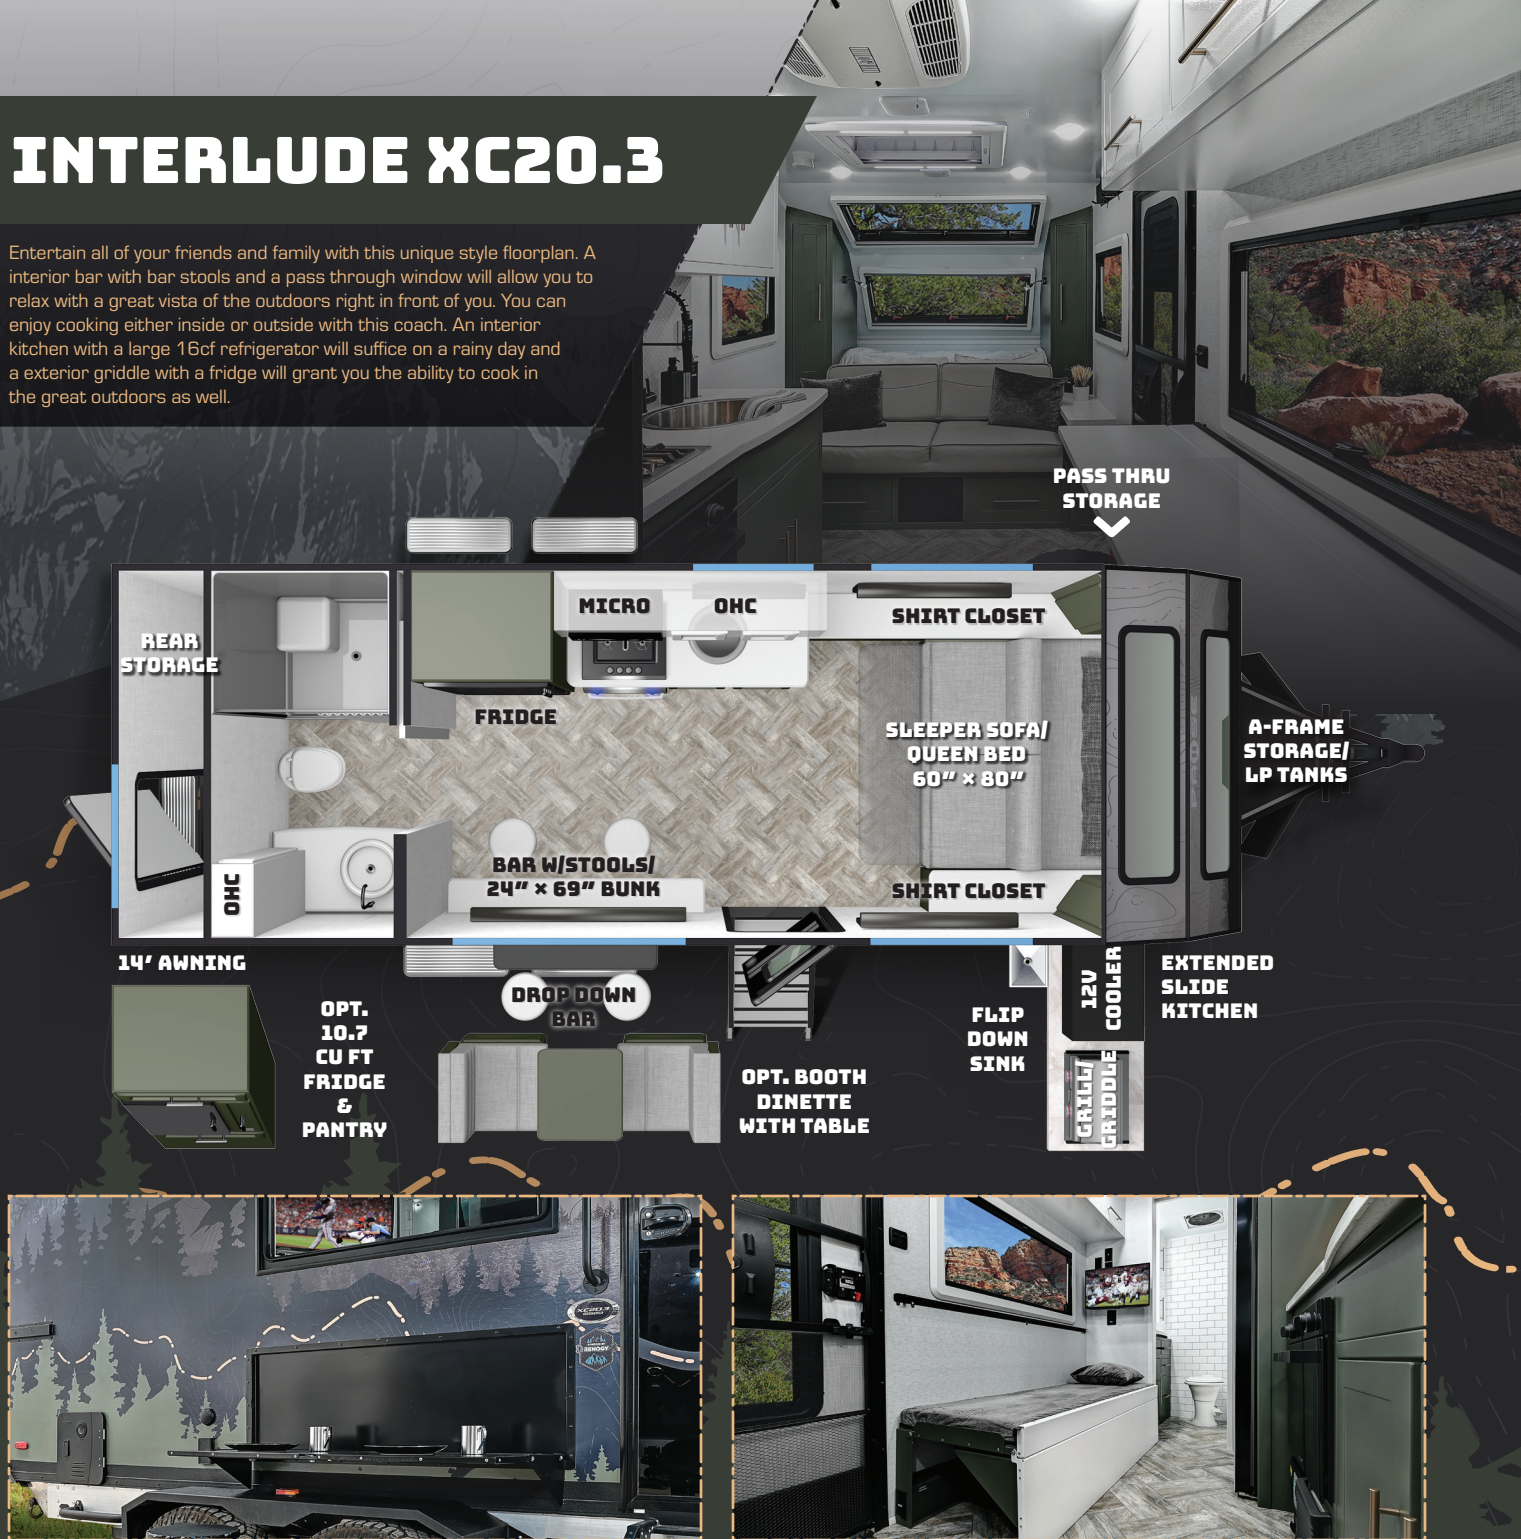 INTERLUDE XC20.3
Entertain all of your friends and family with this unique style floorplan. A
interior bar with bar stools and a pass through window will allow you to
relax with a great vista of the outdoors right in front of you. You can
enjoy cooking either inside or outside with this coach. An interior
kitchen with a large 16cf refrigerator will suffice on a rainy day and
a exterior griddle with a fridge will grant you the ability to cook in
the great outdoors as well.
PASS THRU
STORAGE
REAR
STORAGE
MICRO
OHC
SHIRT CLOSET
FRIDGE
SLEEPER SOFA/
QUEEN BED
60" × 80"
A-FRAME
STORAGE/
LP TANKS
BAR W/STOOLS/
24" × 69" BUNK
SHIRT CLOSET
OHC
14' AWNING
OPT.
10.7
CU FT
FRIDGE
&
PANTRY
DROP DOWN
BAR
OPT. BOOTH
DINETTE
WITH TABLE
FLIP
DOWN
SINK
12V
COOLER
GRILL/
GRIDDLE
EXTENDED
SLIDE
KITCHEN
XC20.3
RENOGY